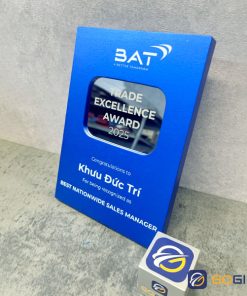 BAT
A BETTER TOMORROW
TRADE
EXCELLENCE
AWARD
2025
Congratulations to
Khưu Đức Trí
For being recognized as
BEST NATIONWIDE SALES MANAGER